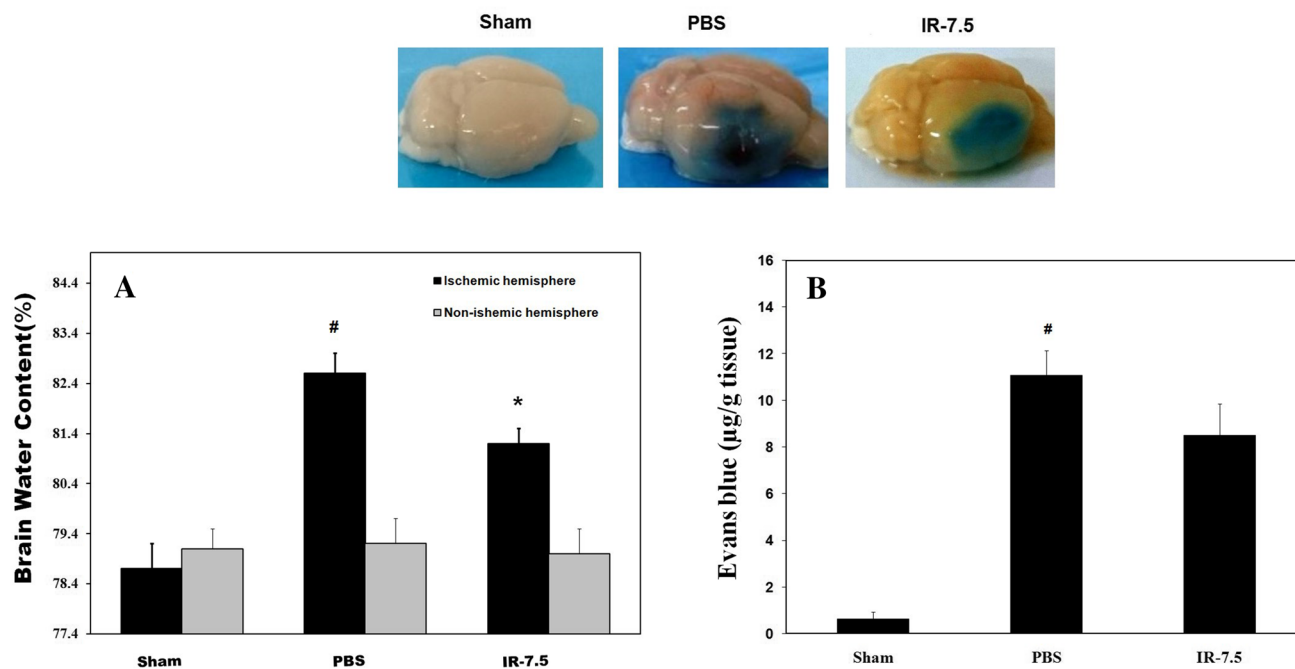 Sham
PBS
IR-7.5
A
Ischemic hemisphere
Non-ishemic hemisphere
Brain Water Content(%)
84.4
83.4
82.4
81.4
80.4
79.4
78.4
77.4
#
*
Sham
PBS
IR-7.5
B
Evans blue (µg/g tissue)
16
14
12
10
8
6
4
2
0
#
Sham
PBS
IR-7.5